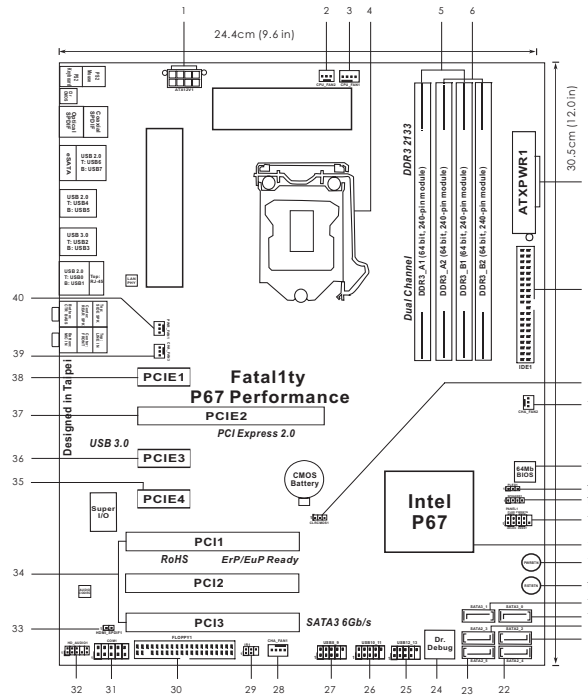 1
2
3
4
5
6
24.4cm (9.6 in)
30.5cm (12.0 in)
ATX12V1
CPU_FAN2
CPU_FAN1
PS2
Mouse
PS2
Keyboard
Coaxial
SPDIF
Optical
SPDIF
eSATA
USB 2.0
T: USB6
B: USB7
USB 2.0
T: USB4
B: USB5
USB 3.0
T: USB2
B: USB3
USB 2.0
T: USB0
B: USB1
Top:
RJ-45
LAN
PHY
Dual Channel
DDR3 2133
DDR3_A1 (64 bit, 240-pin module)
DDR3_A2 (64 bit, 240-pin module)
DDR3_B1 (64 bit, 240-pin module)
DDR3_B2 (64 bit, 240-pin module)
ATXPWR1
IDE1
40
39
38
37
36
35
34
33
Designed in Taipei
PCIE1
Fatal1ty
P67 Performance
PCIE2
PCI Express 2.0
USB 3.0
PCIE3
PCIE4
CMOS
Battery
CHA_FAN2
64Mb
BIOS
Super
I/O
Intel
P67
PCI1
RoHS
ErP/EuP Ready
PCI2
PCI3
SATA3 6Gb/s
Dr.
Debug
HDMI_SPDIF1
HD_AUDIO1
COM1
FLOPPY1
CHA_FAN1
USB8_9
USB10_11
USB12_13
32
31
30
29
28
27
26
25
24
23
22